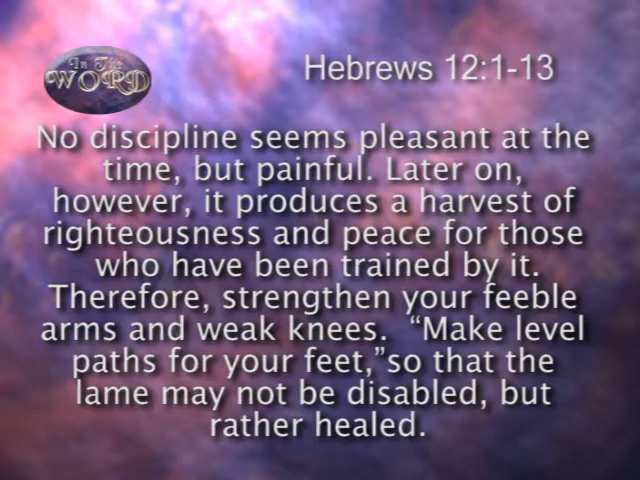 In The
WORD
Hebrews 12:1-13
No discipline seems pleasant at the
time, but painful. Later on,
however, it produces a harvest of
righteousness and peace for those
who have been trained by it.
Therefore, strengthen your feeble
arms and weak knees.  “Make level
paths for your feet,”so that the
lame may not be disabled, but
rather healed.